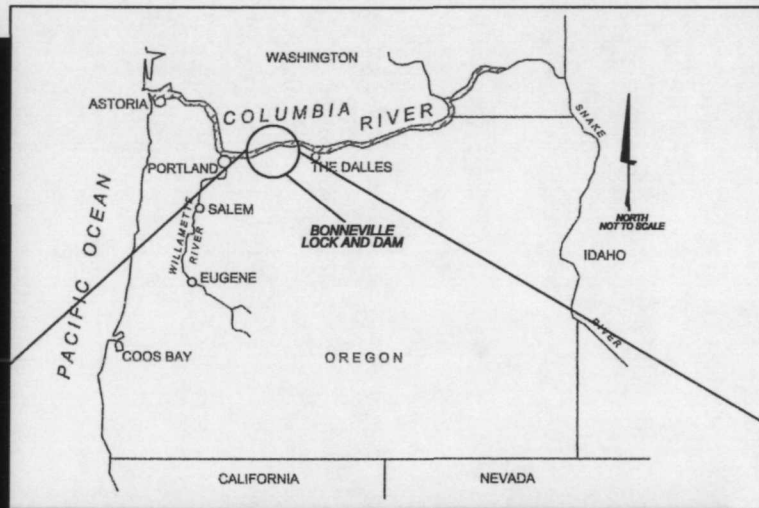 WASHINGTON
ASTORIA
COLUMBIA RIVER
SNAKE RIVER
PORTLAND
THE DALLES
SALEM
BONNEVILLE
LOCK AND DAM
NORTH
NOT TO SCALE
WILLAMETTE
RIVER
PACIFIC OCEAN
IDAHO
EUGENE
COOS BAY
OREGON
CALIFORNIA
NEVADA